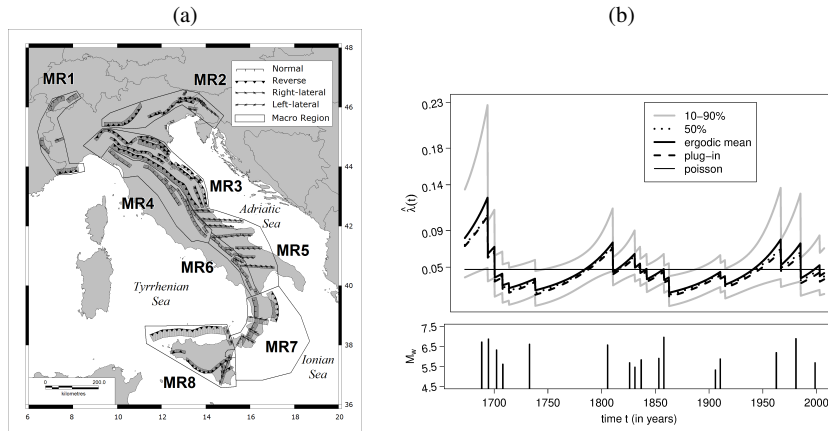 (a)
(b)
MR1
MR2
MR3
MR4
MR5
MR6
MR7
MR8
Normal
Reverse
Right-lateral
Left-lateral
Macro Region
Adriatic
Sea
Tyrrhenian
Sea
Ionian
Sea
0.0 200.0
kilometres
48
46
44
42
40
38
36
6 8 10 12 14 16 18 20
10−90%
50%
ergodic mean
plug−in
poisson
λ̂(t)
0.23
0.18
0.14
0.09
0.05
Mw
7.5
6.5
5.5
4.5
1700 1750 1800 1850 1900 1950 2000
time t (in years)